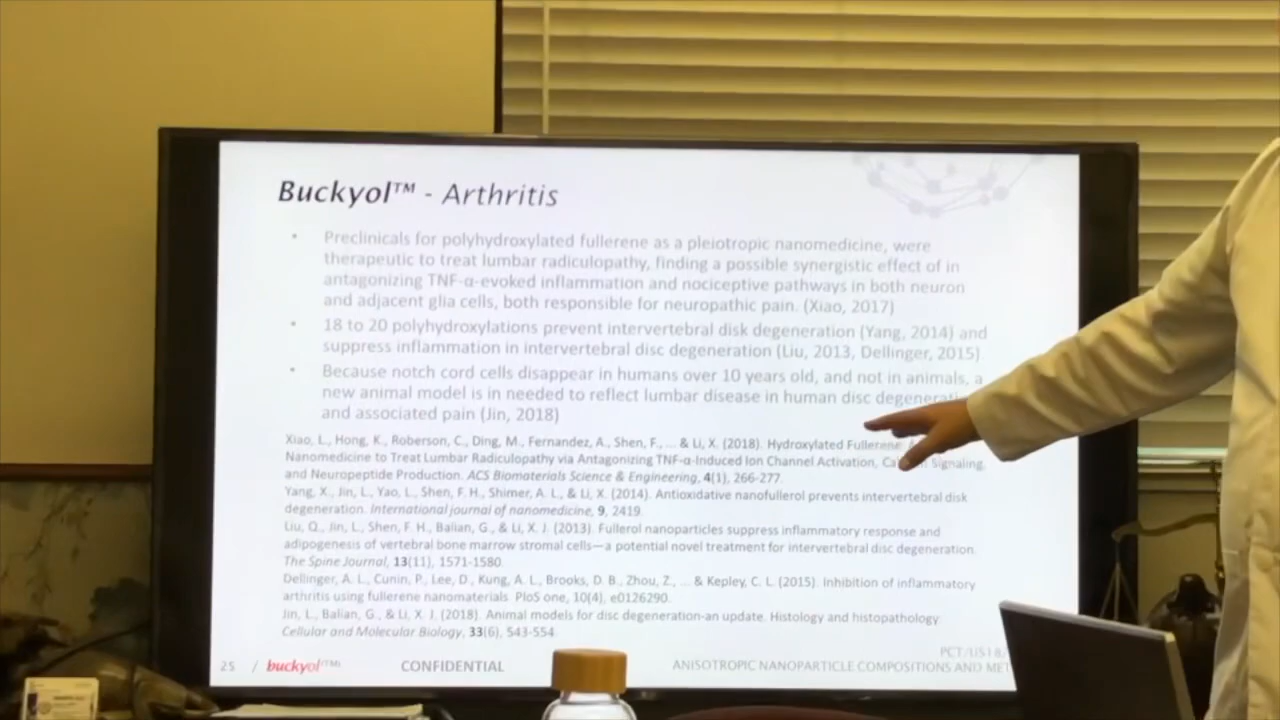 Buckyol™ - Arthritis
• Preclinicals for polyhydroxylated fullerene as a pleiotropic nanomedicine, were
therapeutic to treat lumbar radiculopathy, finding a possible synergistic effect of in
antagonizing TNF-α-evoked inflammation and nociceptive pathways in both neuron
and adjacent glia cells, both responsible for neuropathic pain. (Xiao, 2017)
• 18 to 20 polyhydroxylations prevent intervertebral disk degeneration (Yang, 2014) and
suppress inflammation in intervertebral disc degeneration (Liu, 2013, Dellinger, 2015)
• Because notch cord cells disappear in humans over 10 years old, and not in animals, a
new animal model is in needed to reflect lumbar disease in human disc
and associated pain (Jin, 2018)
Xiao, L., Hong, K., Roberson, C., Ding, M., Fernandez, A., Shen, F., ... & Li, X. (2018). Hydroxylated Fullerene:
Nanomedicine to Treat Lumbar Radiculopathy via Antagonizing TNF-α-Induced Ion Channel Activation, Signaling,
and Neuropeptide Production. ACS Biomaterials Science & Engineering, 4(1), 266-277.
Yang, X., Jin, L., Yao, L., Shen, F. H., Shimer, A. L., & Li, X. (2014). Antioxidative nanofullerol prevents intervertebral disk
degeneration. International journal of nanomedicine, 9, 2419.
Liu, Q., Jin, L., Shen, F. H., Balian, G., & Li, X. J. (2013). Fullerol nanoparticles suppress inflammatory response and
adipogenesis of vertebral bone marrow stromal cells—a potential novel treatment for intervertebral disc degeneration.
The Spine Journal, 13(11), 1571-1580.
Dellinger, A. L., Cunin, P., Lee, D., Kung, A. L., Brooks, D. B., Zhou, Z., ... & Kepley, C. L. (2015). Inhibition of inflammatory
arthritis using fullerene nanomaterials. PloS one, 10(4), e0126290.
Jin, L., Balian, G., & Li, X. J. (2018). Animal models for disc degeneration-an update. Histology and histopathology:
Cellular and Molecular Biology, 33(6), 543-554.
PCT/US18/
25 / buckyol(TM) CONFIDENTIAL ANISOTROPIC NANOPARTICLE COMPOSITIONS AND